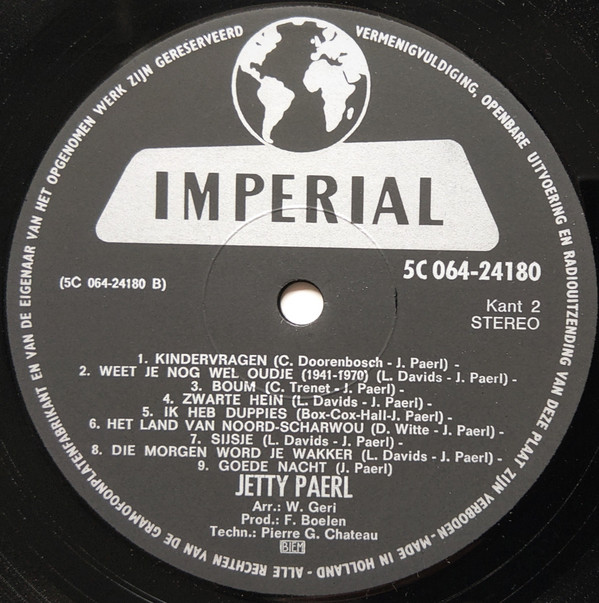 ALLE RECHTEN VAN DE GRAMOFOONPLATENFABRIKANT EN VAN DE EIGENAAR VAN HET OPGENOMEN WERK ZIJN GERESERVEERD
VERMENIGVULDIGING, OPENBARE UITVOERING EN RADIOUITZENDING VAN DEZE PLAAT ZIJN VERBODEN - MADE IN HOLLAND -
IMPERIAL
5C 064-24180
(5C 064-24180 B)
Kant 2
STEREO
1. KINDERVRAGEN (C. Doorenbosch - J. Paerl) -
2. WEET JE NOG WEL OUDJE (1941-1970) (L. Davids - J. Paerl) -
3. BOUM (C. Trenet - J. Paerl) -
4. ZWARTE HEIN (L. Davids - J. Paerl) -
5. IK HEB DUPPIES (Box-Cox-Hall-J. Paerl) -
6. HET LAND VAN NOORD-SCHARWOU (D. Witte - J. Paerl) -
7. SIJSJE (L. Davids - J. Paerl) -
8. DIE MORGEN WORD JE WAKKER (L. Davids - J. Paerl) -
9. GOEDE NACHT (J. Paerl)
JETTY PAERL
Arr.: W. Geri
Prod.: F. Boelen
Techn.: Pierre G. Chateau
BIEM